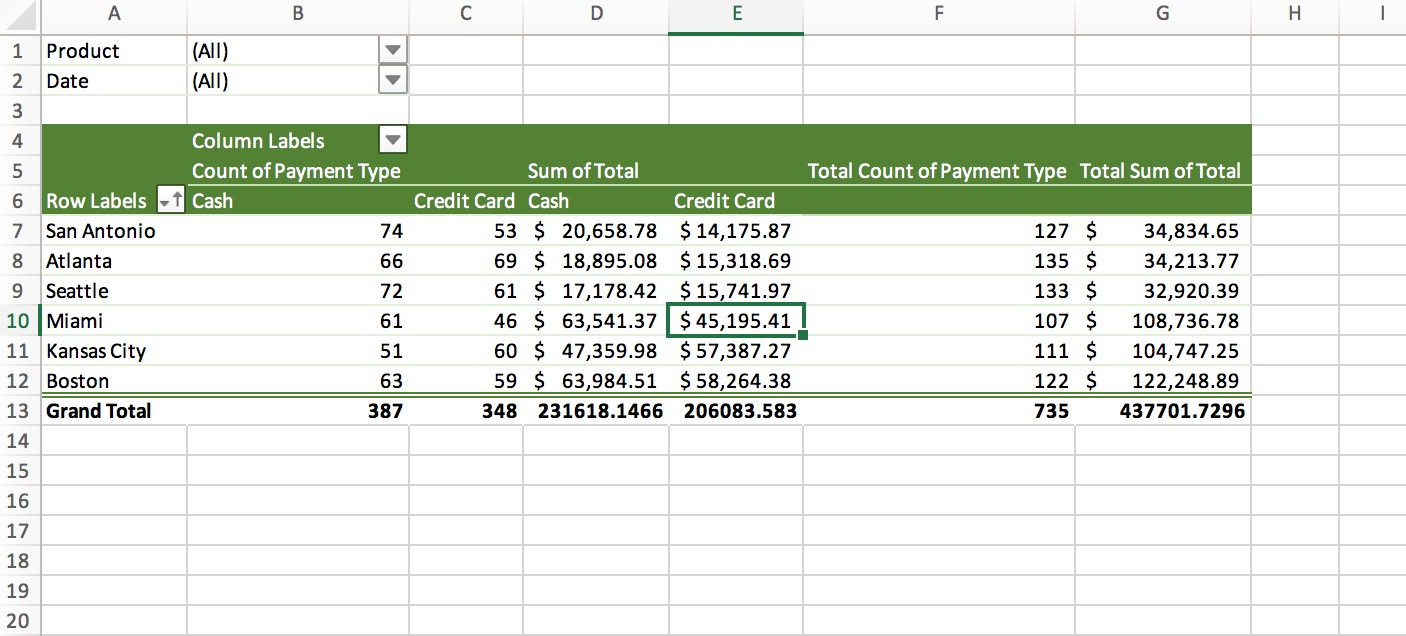 A B C D E F G H I
1 Product (All)
2 Date (All)
3
4 Column Labels
5 Count of Payment Type Sum of Total Total Count of Payment Type Total Sum of Total
6 Row Labels Cash Credit Card Cash Credit Card
7 San Antonio 74 53 $ 20,658.78 $ 14,175.87 127 $ 34,834.65
8 Atlanta 66 69 $ 18,895.08 $ 15,318.69 135 $ 34,213.77
9 Seattle 72 61 $ 17,178.42 $ 15,741.97 133 $ 32,920.39
10 Miami 61 46 $ 63,541.37 $ 45,195.41 107 $ 108,736.78
11 Kansas City 51 60 $ 47,359.98 $ 57,387.27 111 $ 104,747.25
12 Boston 63 59 $ 63,984.51 $ 58,264.38 122 $ 122,248.89
13 Grand Total 387 348 231618.1466 206083.583 735 437701.7296
14
15
16
17
18
19
20